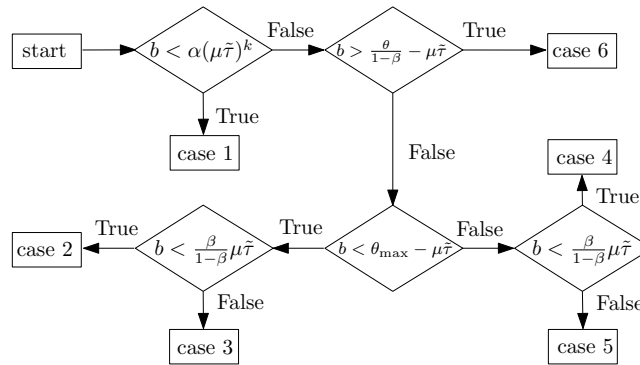 start
b < α(μτ̃)^k
False
b > θ/(1−β) − μτ̃
True
case 6
True
case 1
False
case 4
True
case 2
True
b < β/(1−β) μτ̃
True
b < θ_max − μτ̃
False
b < β/(1−β) μτ̃
False
case 3
False
case 5